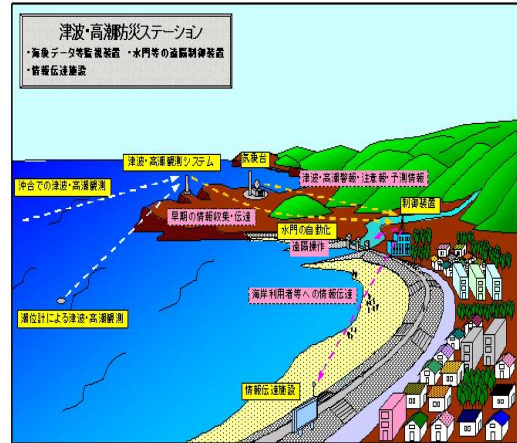 津波・高潮防災ステーション
・海象データ等監視装置 ・水門等の遠隔制御装置
・情報伝達施設
津波・高潮観測システム
気象台
沖合での津波・高潮観測
津波・高潮警報・注意報・予測情報
制御装置
早期の情報収集・伝達
水門の自動化
遠隔操作
海岸利用者等への情報伝達
潮位計による津波・高潮観測
情報伝達施設